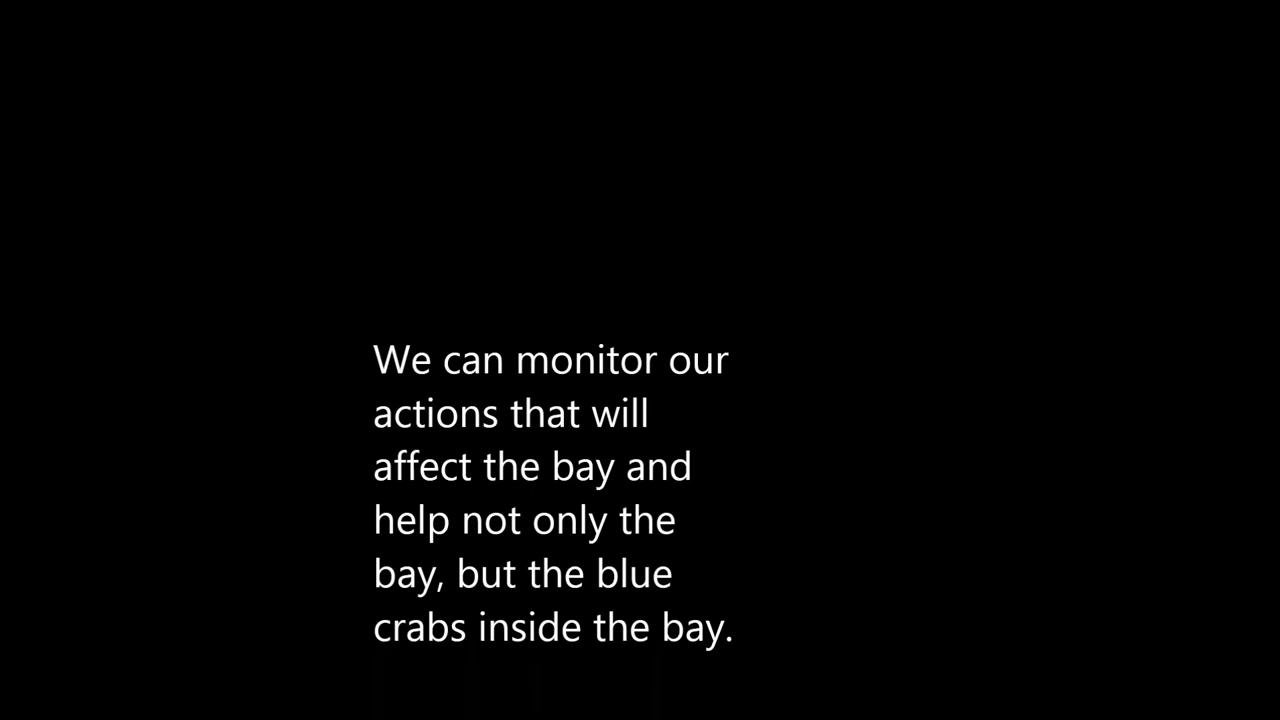 We can monitor our
actions that will
affect the bay and
help not only the
bay, but the blue
crabs inside the bay.